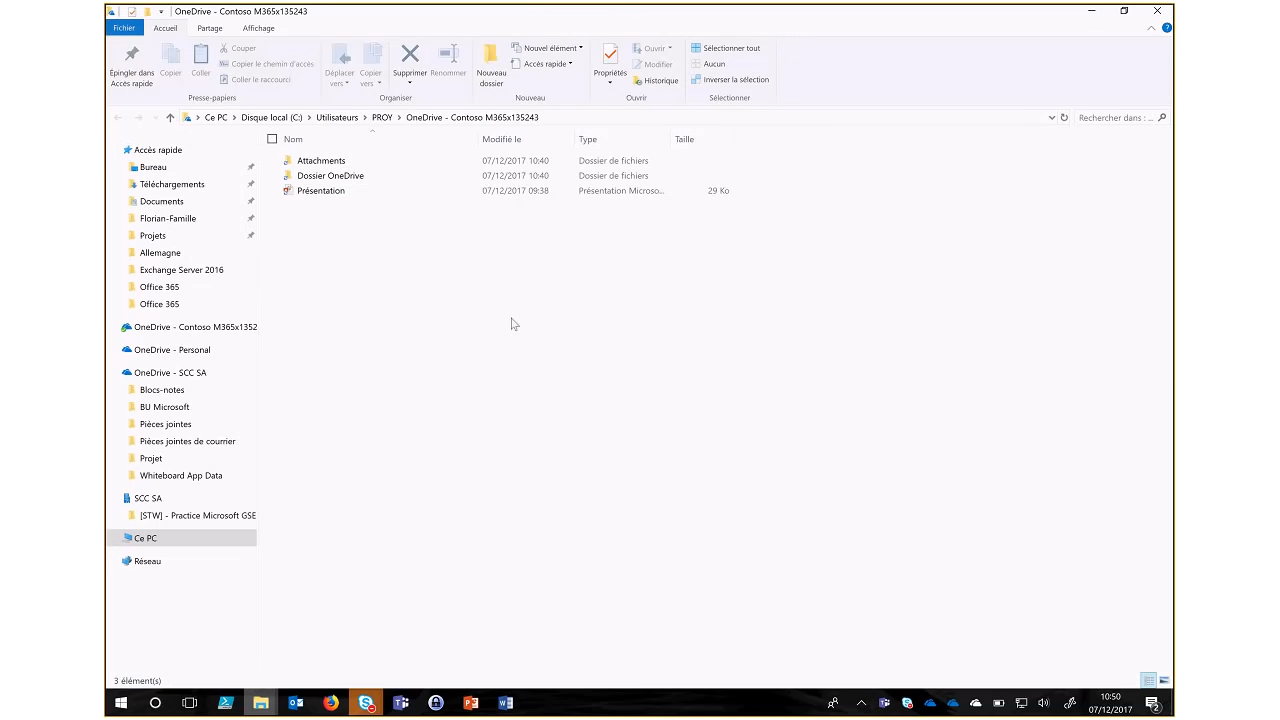 OneDrive - Contoso M365x135243
Fichier Accueil Partage Affichage
Épingler dans Accès rapide
Copier
Coller
Couper
Copier le chemin d'accès
Coller le raccourci
Presse-papiers
Déplacer vers
Copier vers
Supprimer
Renommer
Organiser
Nouveau dossier
Nouvel élément
Accès rapide
Nouveau
Propriétés
Ouvrir
Modifier
Historique
Ouvrir
Sélectionner tout
Aucun
Inverser la sélection
Sélectionner
Ce PC > Disque local (C:) > Utilisateurs > PROY > OneDrive - Contoso M365x135243
Rechercher dans : ...
Nom Modifié le Type Taille
Attachments 07/12/2017 10:40 Dossier de fichiers
Dossier OneDrive 07/12/2017 10:40 Dossier de fichiers
Présentation 07/12/2017 09:38 Présentation Microso... 29 Ko
Accès rapide
Bureau
Téléchargements
Documents
Florian-Famille
Projets
Allemagne
Exchange Server 2016
Office 365
Office 365
OneDrive - Contoso M365x1352
OneDrive - Personal
OneDrive - SCC SA
Blocs-notes
BU Microsoft
Pièces jointes
Pièces jointes de courrier
Projet
Whiteboard App Data
SCC SA
[STW] - Practice Microsoft GSE
Ce PC
Réseau
3 élément(s)
10:50
07/12/2017
2